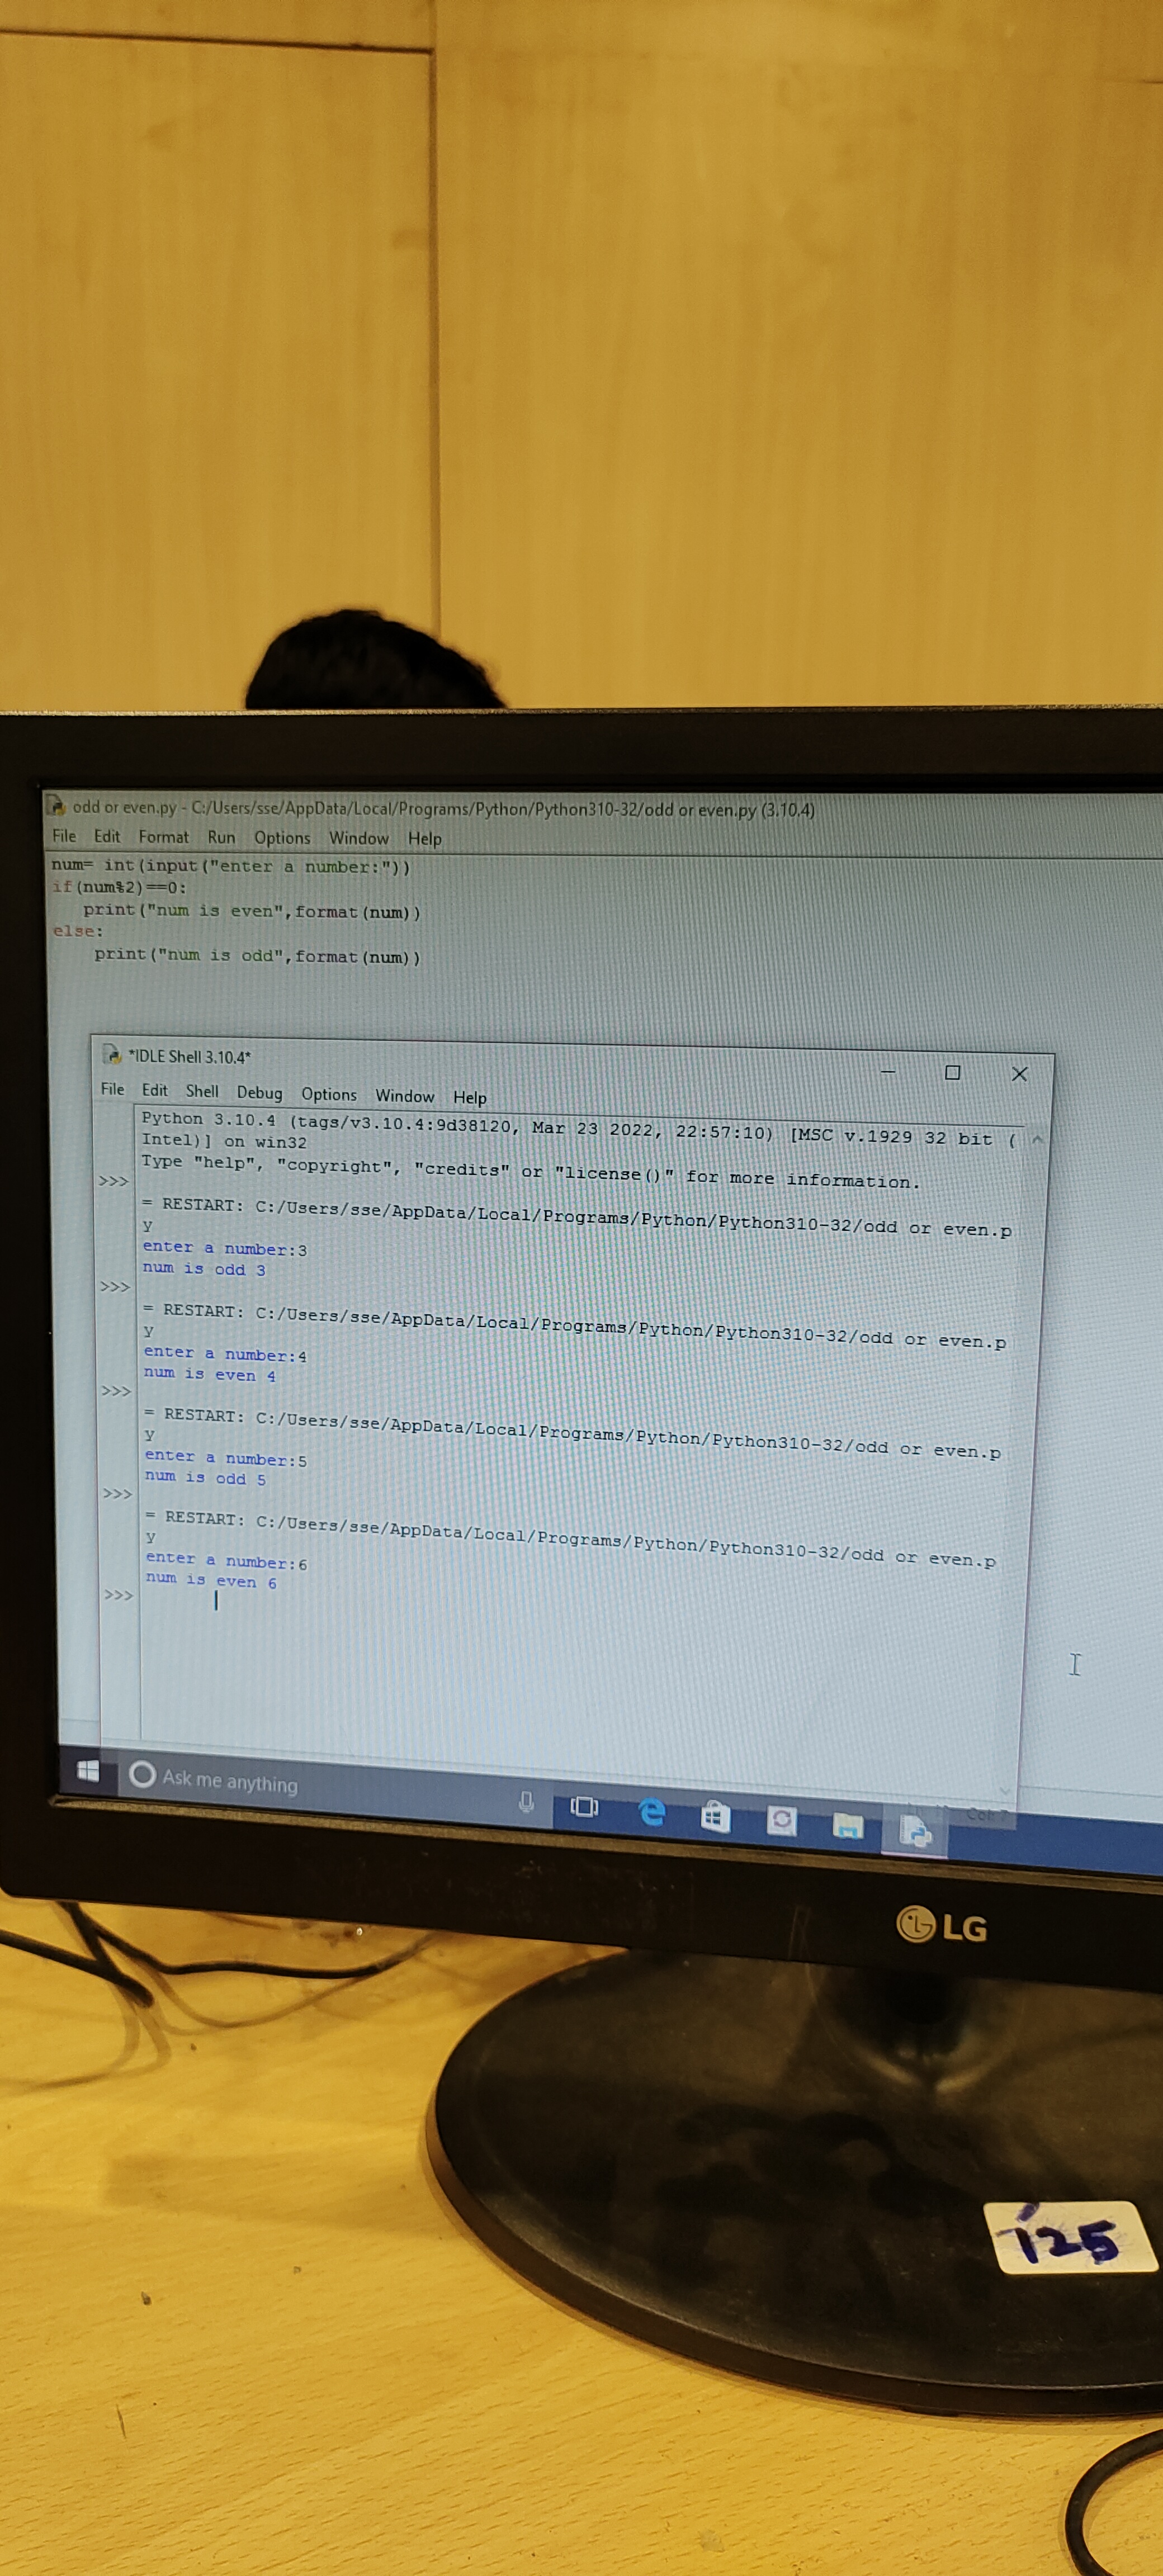 odd or even.py - C:/Users/sse/AppData/Local/Programs/Python/Python310-32/odd or even.py (3.10.4)
File Edit Format Run Options Window Help
num= int(input("enter a number:"))
if(num%2)==0:
   print("num is even",format(num))
else:
    print("num is odd",format(num))
*IDLE Shell 3.10.4*
File Edit Shell Debug Options Window Help
Python 3.10.4 (tags/v3.10.4:9d38120, Mar 23 2022, 22:57:10) [MSC v.1929 32 bit (
Intel)] on win32
Type "help", "copyright", "credits" or "license()" for more information.
>>>
= RESTART: C:/Users/sse/AppData/Local/Programs/Python/Python310-32/odd or even.p
y
enter a number:3
num is odd 3
>>>
= RESTART: C:/Users/sse/AppData/Local/Programs/Python/Python310-32/odd or even.p
y
enter a number:4
num is even 4
>>>
= RESTART: C:/Users/sse/AppData/Local/Programs/Python/Python310-32/odd or even.p
y
enter a number:5
num is odd 5
>>>
= RESTART: C:/Users/sse/AppData/Local/Programs/Python/Python310-32/odd or even.p
y
enter a number:6
num is even 6
>>>
Ask me anything
LG
125